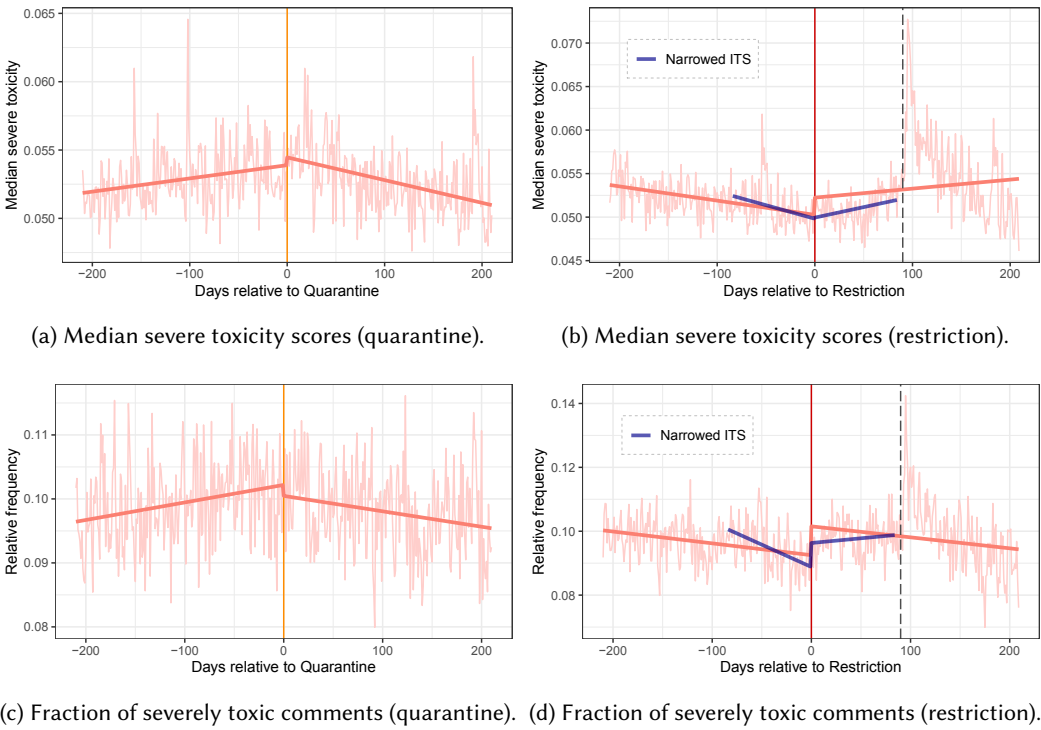 0.065
0.060
0.055
0.050
Median severe toxicity
−200 −100 0 100 200
Days relative to Quarantine
(a) Median severe toxicity scores (quarantine).
0.070
0.065
0.060
0.055
0.050
0.045
Median severe toxicity
Narrowed ITS
−200 −100 0 100 200
Days relative to Restriction
(b) Median severe toxicity scores (restriction).
0.11
0.10
0.09
0.08
Relative frequency
−200 −100 0 100 200
Days relative to Quarantine
(c) Fraction of severely toxic comments (quarantine).
0.14
0.12
0.10
0.08
Relative frequency
Narrowed ITS
−200 −100 0 100 200
Days relative to Restriction
(d) Fraction of severely toxic comments (restriction).